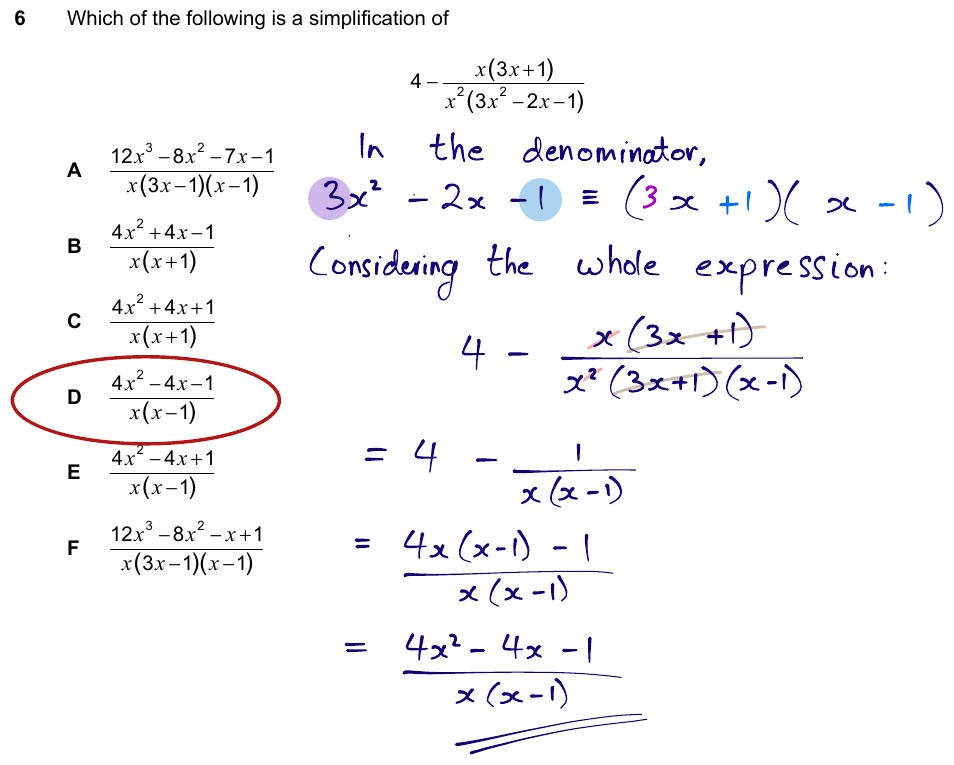 6 Which of the following is a simplification of
4 − x(3x+1) / x²(3x² − 2x − 1)
A 12x³ − 8x² − 7x − 1 / x(3x−1)(x−1)
B 4x² + 4x − 1 / x(x+1)
C 4x² + 4x + 1 / x(x+1)
D 4x² − 4x − 1 / x(x−1)
E 4x² − 4x + 1 / x(x−1)
F 12x³ − 8x² − x + 1 / x(3x−1)(x−1)
In the denominator,
3x² − 2x − 1 ≡ (3x +1)(x −1)
Considering the whole expression:
4 − x(3x+1) / x²(3x+1)(x−1)
= 4 − 1 / x(x−1)
= 4x(x−1) − 1 / x(x−1)
= 4x² − 4x − 1 / x(x−1)